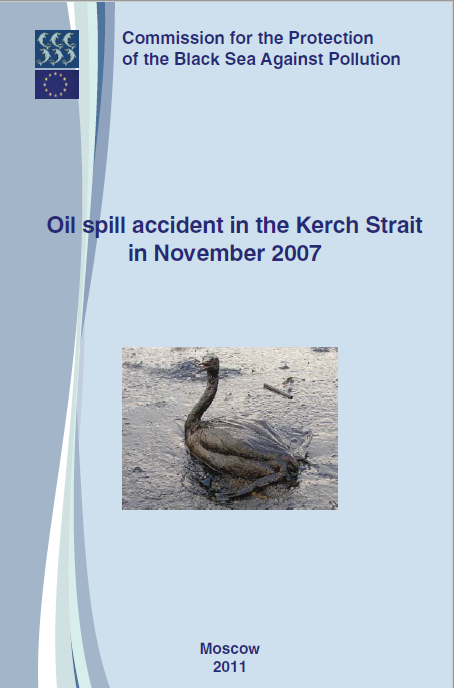 Commission for the Protection
of the Black Sea Against Pollution
Oil spill accident in the Kerch Strait
in November 2007
Moscow
2011